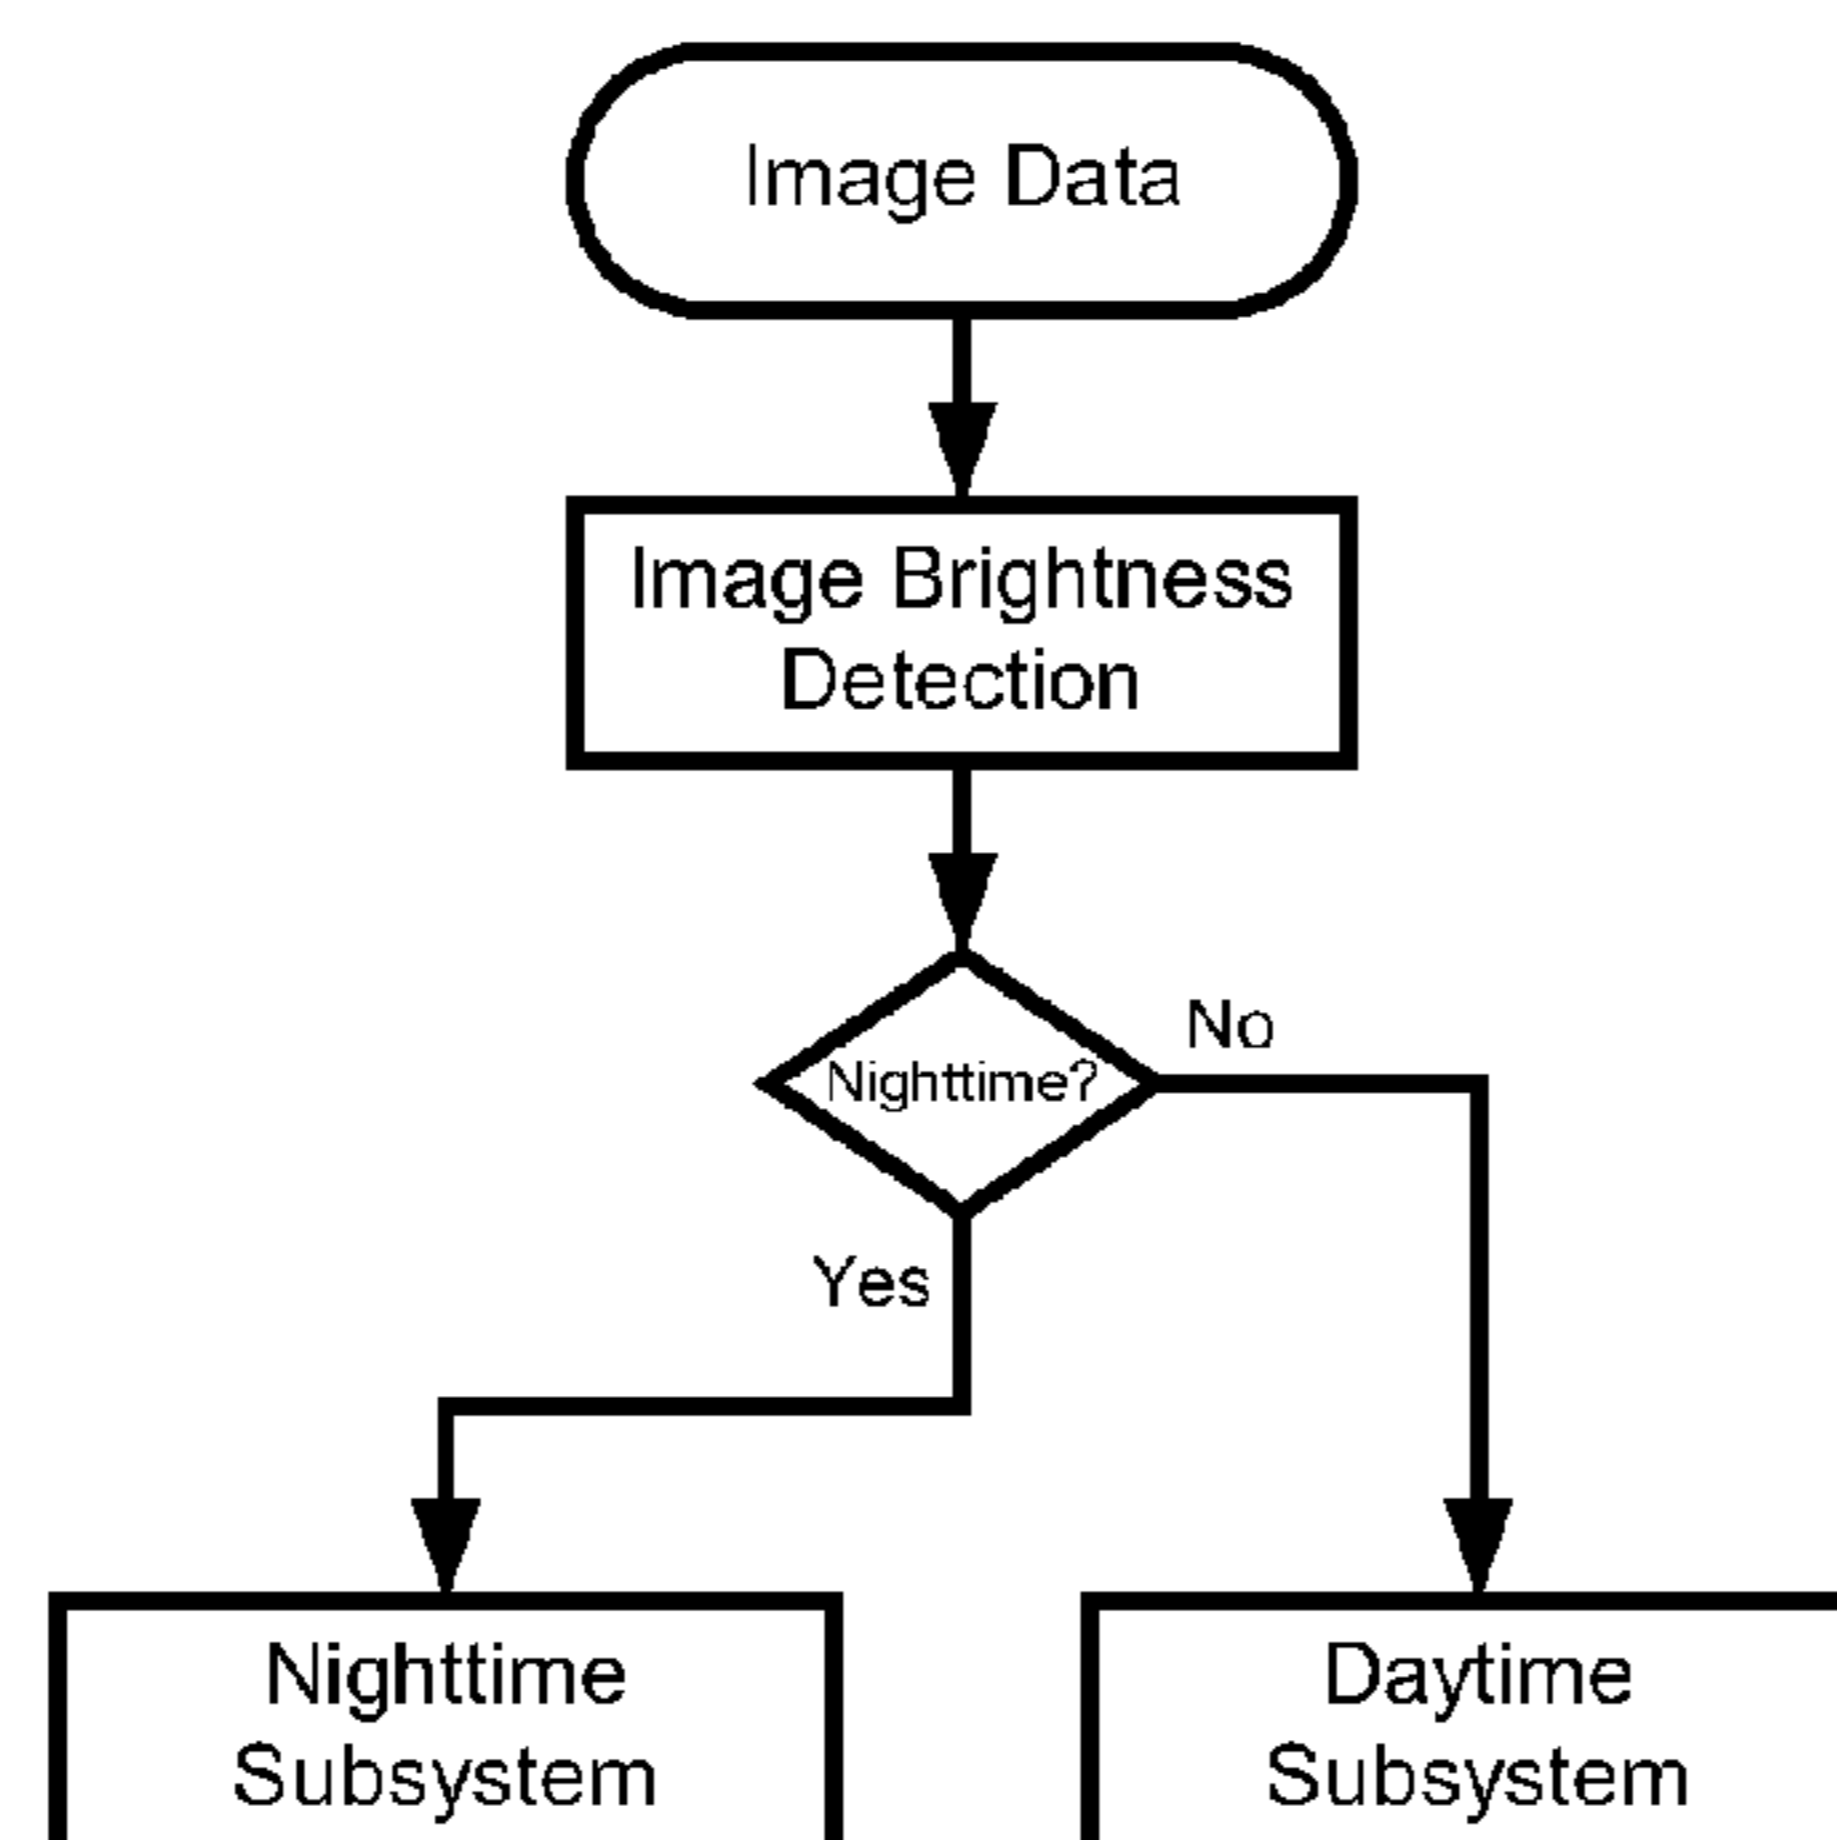 Image Data
Image Brightness
Detection
Nighttime?
No
Yes
Nighttime
Subsystem
Daytime
Subsystem